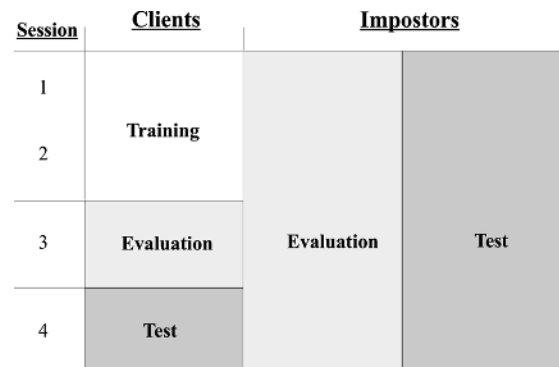 Session Clients Impostors
1
Training
2
3 Evaluation Evaluation Test
4 Test